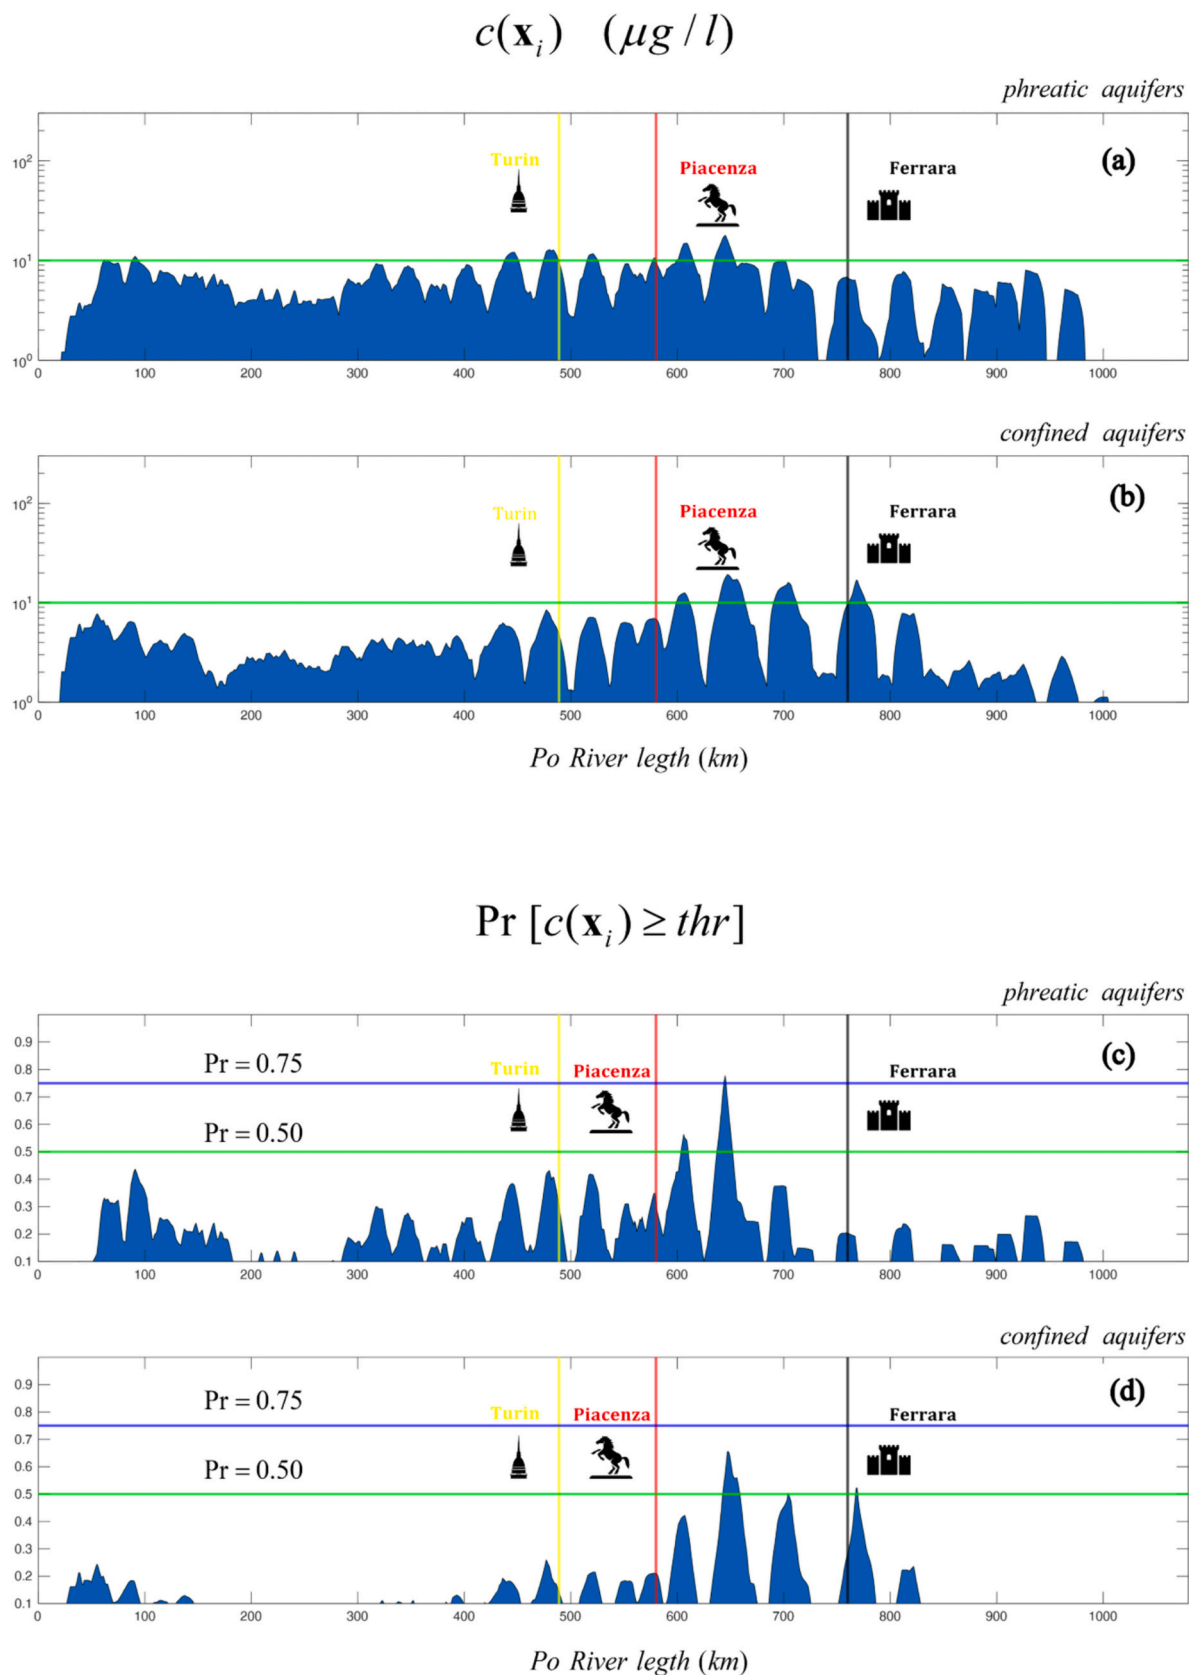 c(x_i) (μg / l)
phreatic aquifers
(a)
Turin
Piacenza
Ferrara
10^2
10^1
10^0
0 100 200 300 400 500 600 700 800 900 1000
confined aquifers
(b)
Turin
Piacenza
Ferrara
10^2
10^1
10^0
0 100 200 300 400 500 600 700 800 900 1000
Po River legth (km)
Pr [c(x_i) ≥ thr]
phreatic aquifers
0.9
(c)
Pr = 0.75
Turin
Piacenza
Ferrara
0.8
0.7
0.6
Pr = 0.50
0.5
0.4
0.3
0.2
0.1
0 100 200 300 400 500 600 700 800 900 1000
confined aquifers
0.9
(d)
Pr = 0.75
Turin
Piacenza
Ferrara
0.8
0.7
0.6
Pr = 0.50
0.5
0.4
0.3
0.2
0.1
0 100 200 300 400 500 600 700 800 900 1000
Po River legth (km)